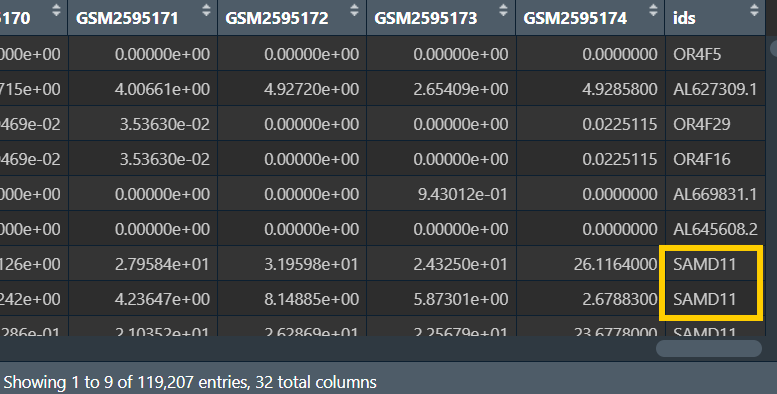 5170 GSM2595171 GSM2595172 GSM2595173 GSM2595174 ids
000e+00 0.00000e+00 0.00000e+00 0.00000e+00 0.0000000 OR4F5
715e+00 4.00661e+00 4.92720e+00 2.65409e+00 4.9285800 AL627309.1
0469e-02 3.53630e-02 0.00000e+00 0.00000e+00 0.0225115 OR4F29
0469e-02 3.53630e-02 0.00000e+00 0.00000e+00 0.0225115 OR4F16
000e+00 0.00000e+00 0.00000e+00 9.43012e-01 0.0000000 AL669831.1
000e+00 0.00000e+00 0.00000e+00 0.00000e+00 0.0000000 AL645608.2
126e+00 2.79584e+01 3.19598e+01 2.43250e+01 26.1164000 SAMD11
242e+00 4.23647e+00 8.14885e+00 5.87301e+00 2.6788300 SAMD11
286e-01 2.10352e+01 2.62869e+01 2.25679e+01 23.6778000 SAMD11
Showing 1 to 9 of 119,207 entries, 32 total columns